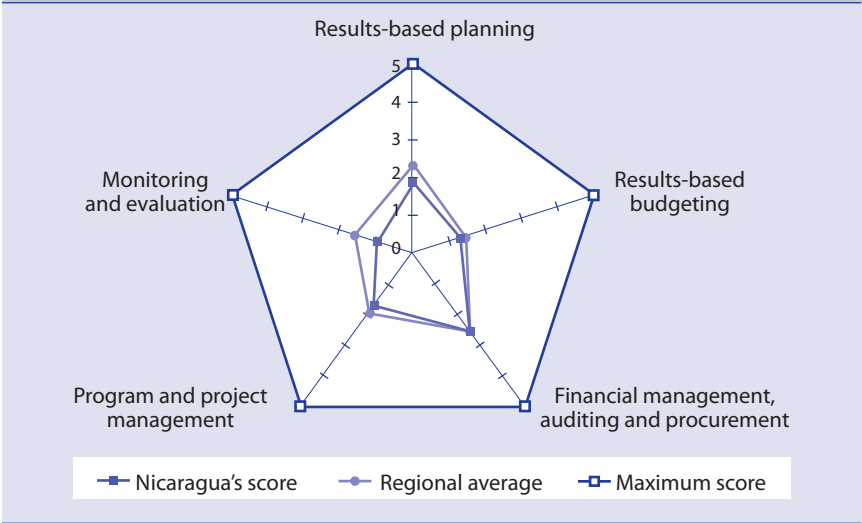 Results-based planning
5
4
3
2
1
0
Monitoring
and evaluation
Results-based
budgeting
Program and project
management
Financial management,
auditing and procurement
Nicaragua's score
Regional average
Maximum score